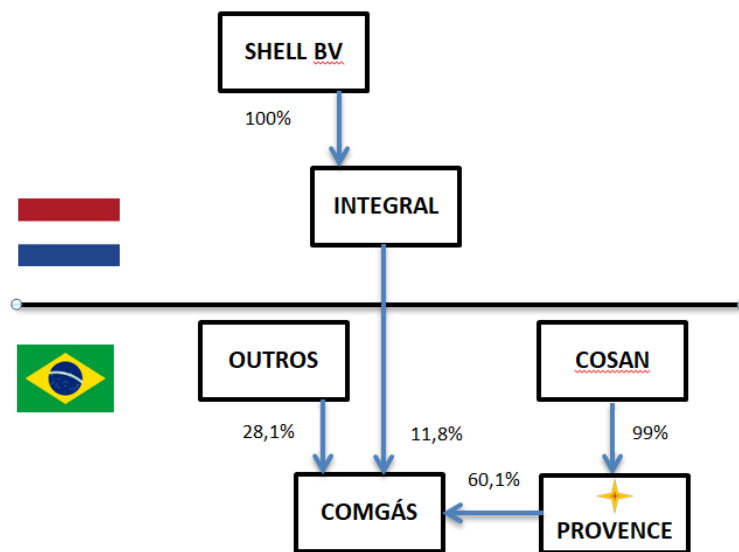 SHELL BV
100%
INTEGRAL
OUTROS
COSAN
28,1%
11,8%
99%
60,1%
COMGÁS
PROVENCE